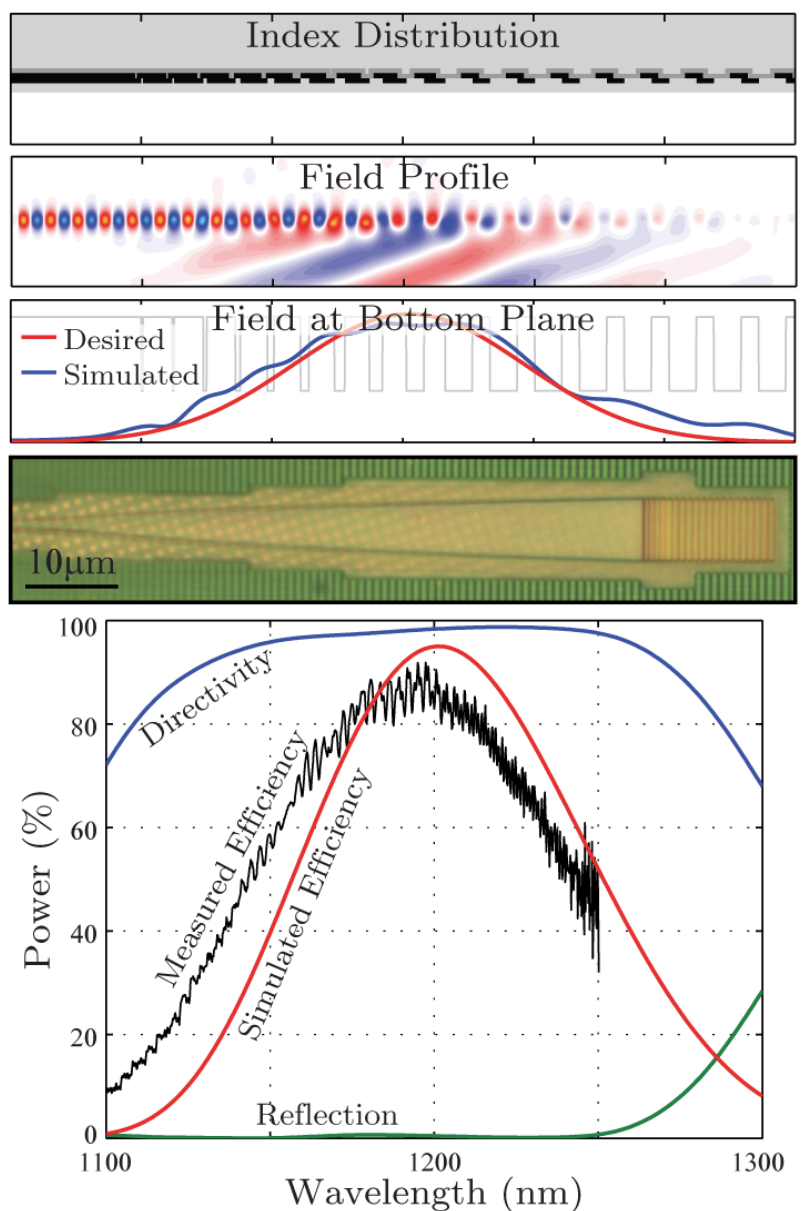 Index Distribution
Field Profile
Field at Bottom Plane
Desired
Simulated
10μm
100
80
60
40
20
0
Power (%)
Directivity
Measured Efficiency
Simulated Efficiency
Reflection
1100
1200
1300
Wavelength (nm)